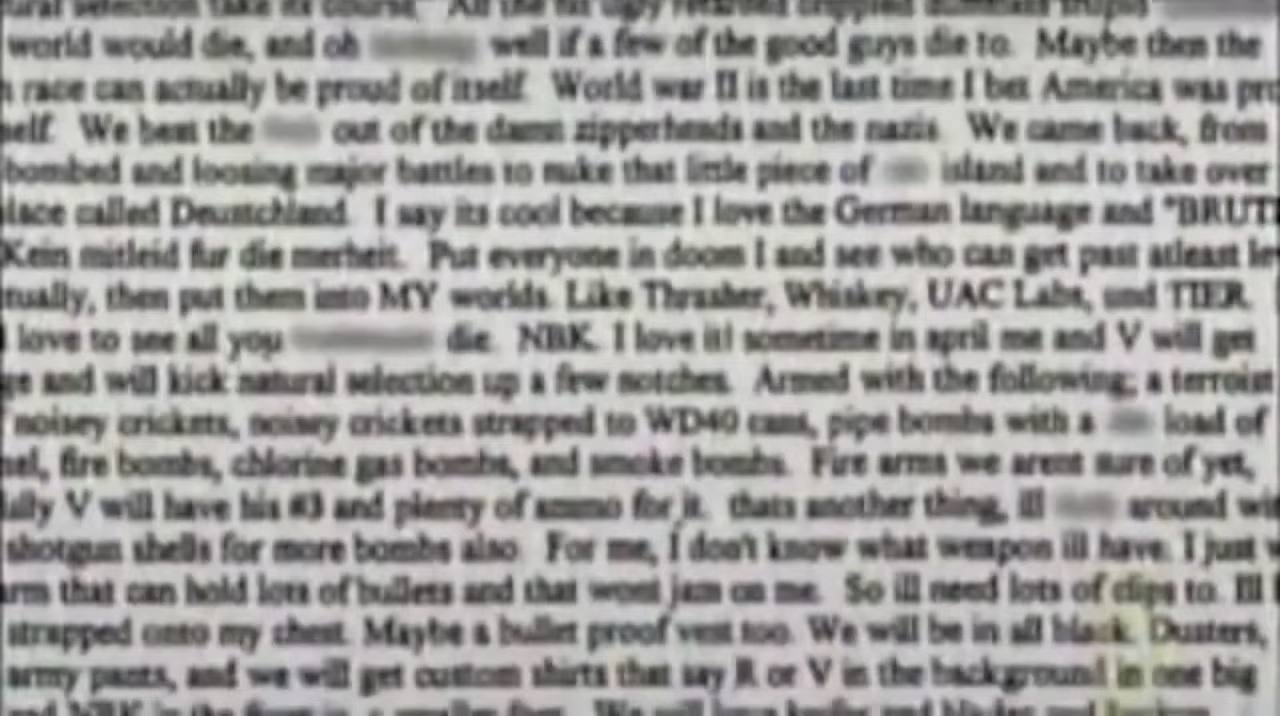 world would die, and oh well if a few of the good guys die to. Maybe then the
race can actually be proud of itself. World war II is the last time I bet America was
self. We beat the out of the damn zipperheads and the nazis. We came back, from
bombed and loosing major battles to nuke that little piece of island and to take over
called Deustchland. I say its cool because I love the German language and
Kein mitleid fur die merheit. Put everyone in doom I and see who can get past atleast
then put them into MY worlds. Like Thrasher, Whiskey, UAC Labs, and TIER.
love to see all you die. NBK. I love it! sometime in april me and V will get
and will kick natural selection up a few notches. Armed with the following, a terroist
noisey crickets, noisey crickets strapped to WD40 cans, pipe bombs with a load of
fire bombs, chlorine gas bombs, and smoke bombs. Fire arms we arent sure of yet,
V will have his #3 and plenty of ammo for it. thats another thing, ill around
shotgun shells for more bombs also. For me, I don't know what weapon ill have. I just
that can hold lots of bullets and that wont jam on me. So ill need lots of clips to. Ill
strapped onto my chest. Maybe a bullet proof vest too. We will be in all black. Dusters,
army pants, and we will get custom shirts that say R or V in the background in one big